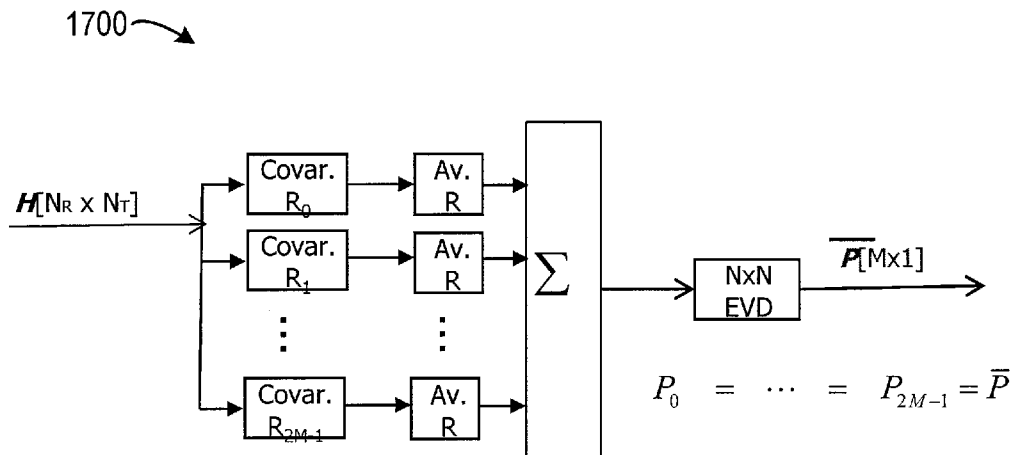 1700
H[NR x NT]
Covar.
R0
Av.
R
Covar.
R1
Av.
R
⋮
⋮
Covar.
R2M-1
Av.
R
Σ
NxN
EVD
P̅[Mx1]
P0 = ⋯ = P2M−1 = P̅